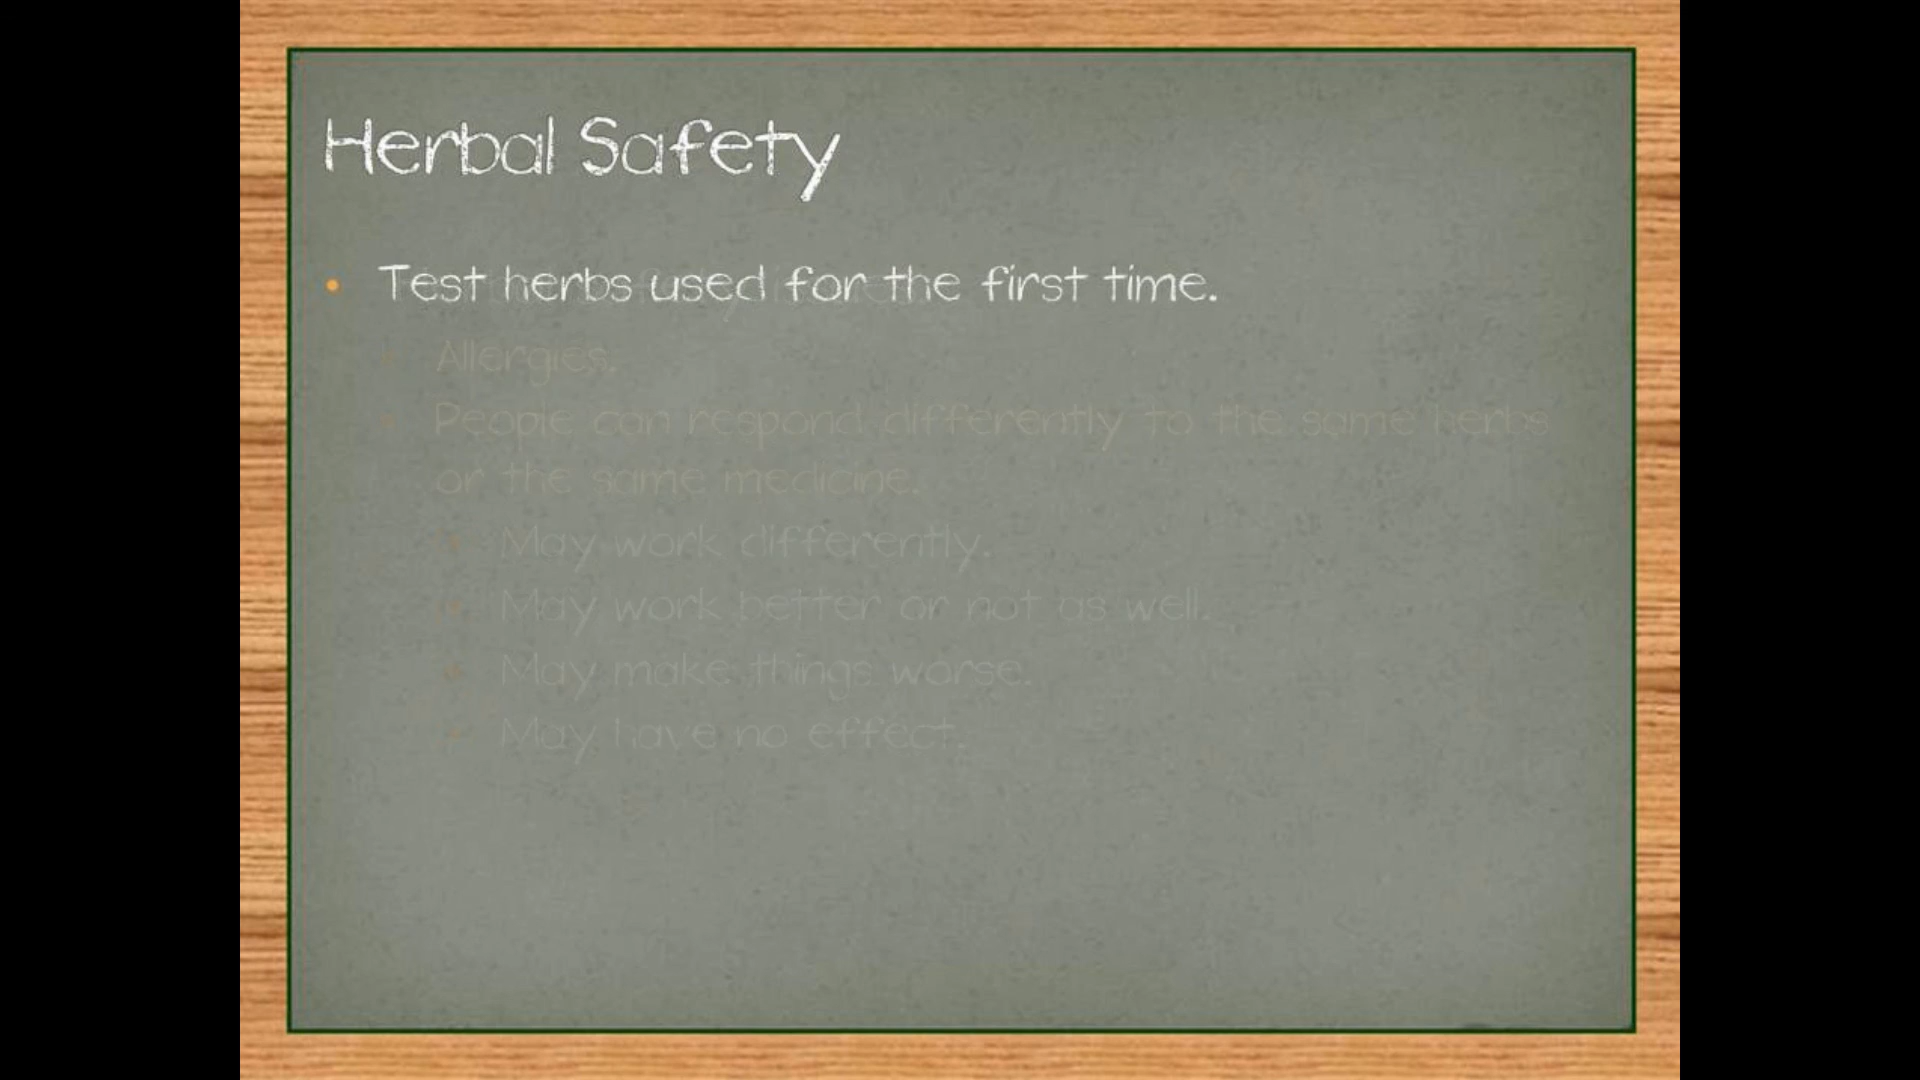 Herbal Safety
• Test herbs used for the first time.
• Allergies.
• People can respond differently to the same herbs
or the same medicine.
• May work differently.
• May work better or not as well.
• May make things worse.
• May have no effect.